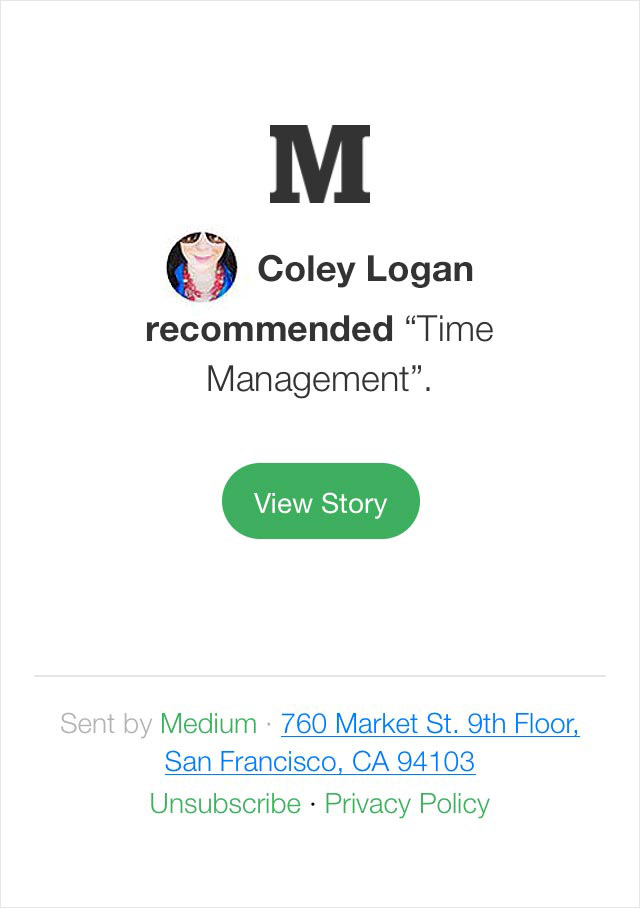 M
Coley Logan
recommended “Time
Management”.
View Story
Sent by Medium · 760 Market St. 9th Floor,
San Francisco, CA 94103
Unsubscribe · Privacy Policy